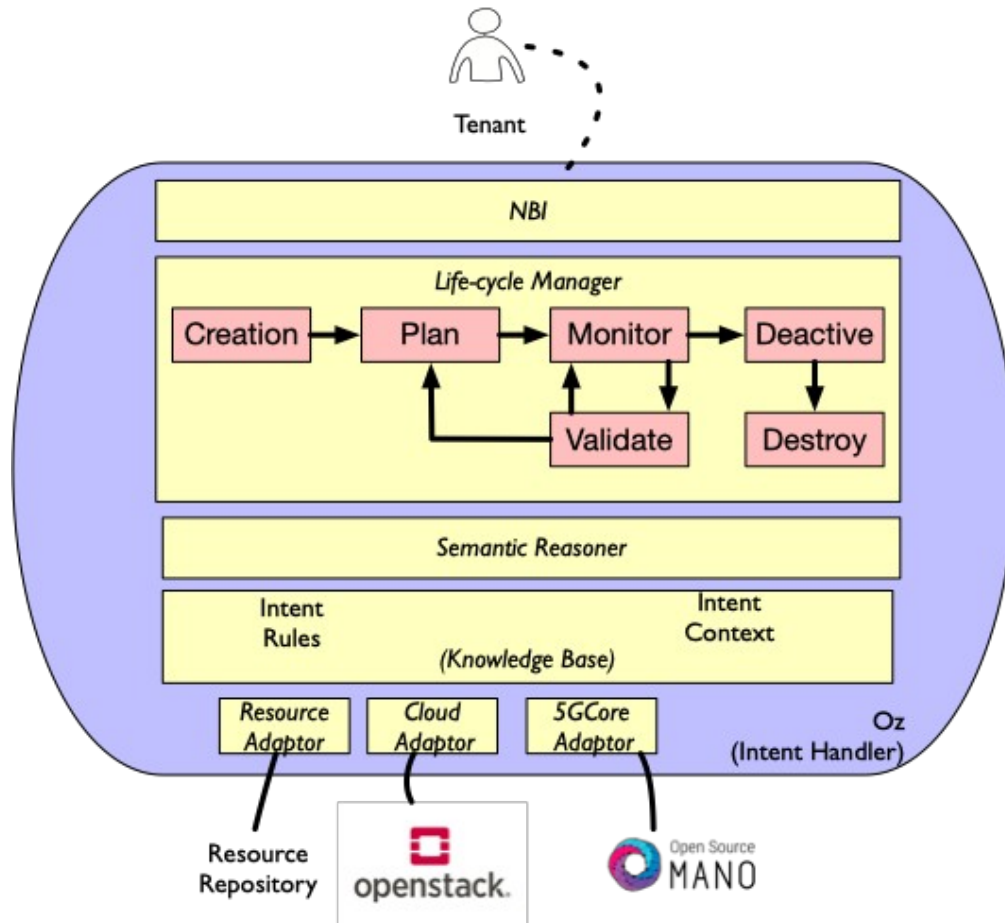 Tenant
NBI
Life-cycle Manager
Creation
Plan
Monitor
Deactive
Validate
Destroy
Semantic Reasoner
Intent
Rules
Intent
Context
(Knowledge Base)
Resource
Adaptor
Cloud
Adaptor
5GCore
Adaptor
Oz
(Intent Handler)
Resource
Repository
openstack.
Open Source
MANO